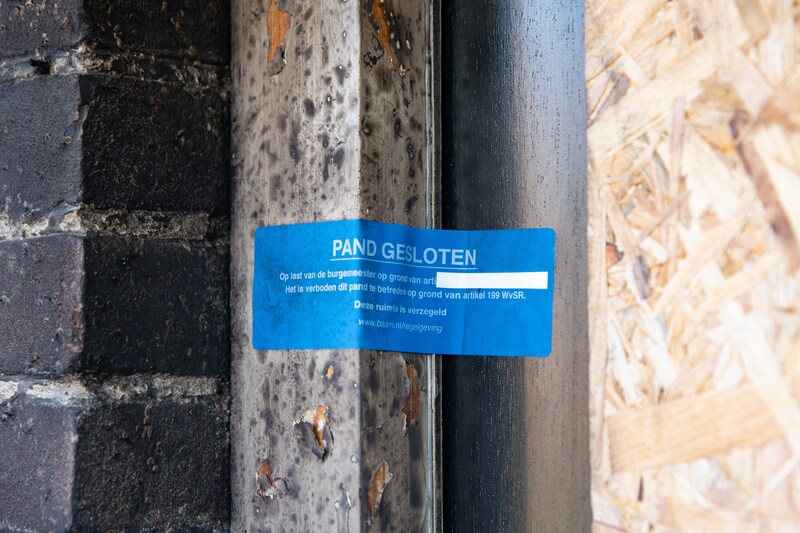 PAND GESLOTEN
Op last van de burgemeester op grond van arti
Het is verboden dit pand te betreden op grond van artikel 199 WvSR.
Deze ruimte is verzegeld
www.baarn.nl/regelgeving